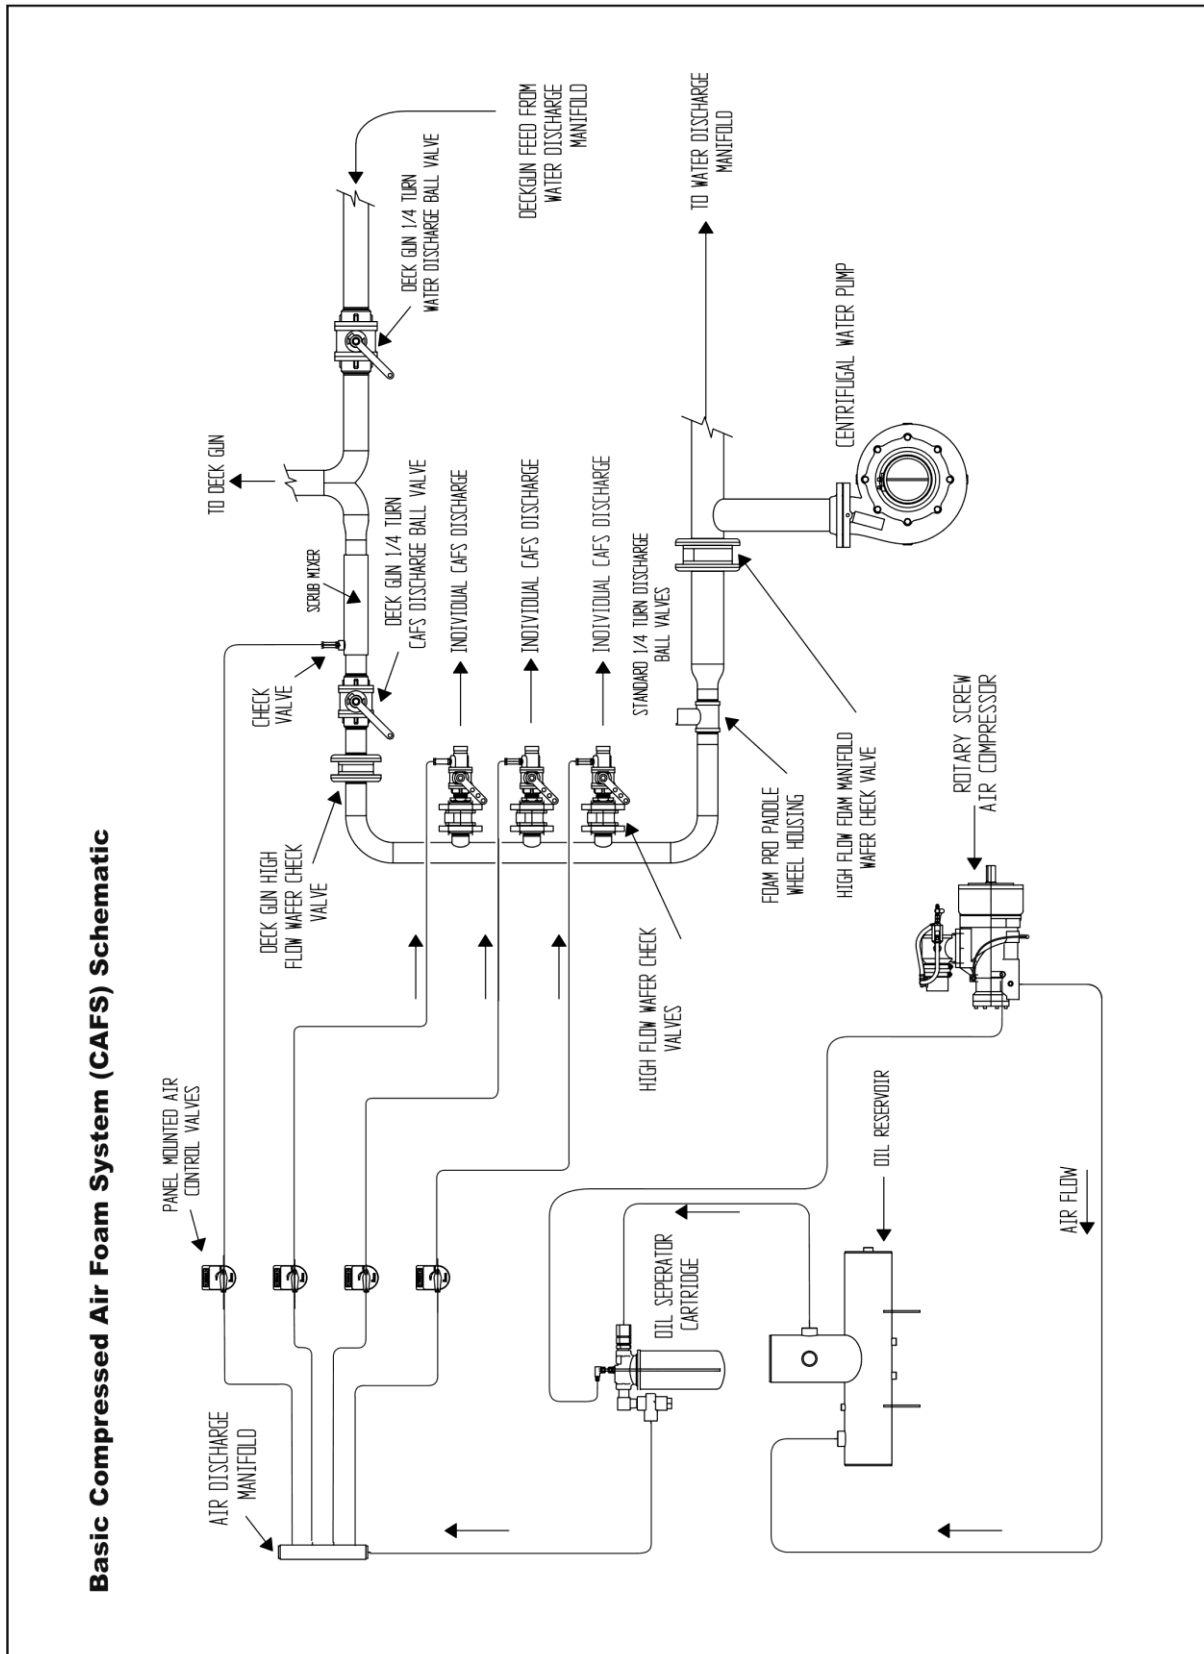 Basic Compressed Air Foam System (CAFS) Schematic
AIR DISCHARGE
MANIFOLD
PANEL MOUNTED AIR
CONTROL VALVES
DECK GUN HIGH
FLOW WAFER CHECK
VALVE
CHECK
VALVE
SCRUB MIXER
TO DECK GUN
DECK GUN 1/4 TURN
CAFS DISCHARGE BALL VALVE
DECK GUN 1/4 TURN
WATER DISCHARGE BALL VALVE
DECKGUN FEED FROM
WATER DISCHARGE
MANIFOLD
INDIVIDUAL CAFS DISCHARGE
INDIVIDUAL CAFS DISCHARGE
INDIVIDUAL CAFS DISCHARGE
STANDARD 1/4 TURN DISCHARGE
BALL VALVES
TO WATER DISCHARGE
MANIFOLD
HIGH FLOW WAFER CHECK
VALVES
FOAM PRO PADDLE
WHEEL HOUSING
HIGH FLOW FOAM MANIFOLD
WAFER CHECK VALVE
CENTRIFUGAL WATER PUMP
OIL SEPERATOR
CARTRIDGE
OIL RESERVOIR
ROTARY SCREW
AIR COMPRESSOR
AIR FLOW